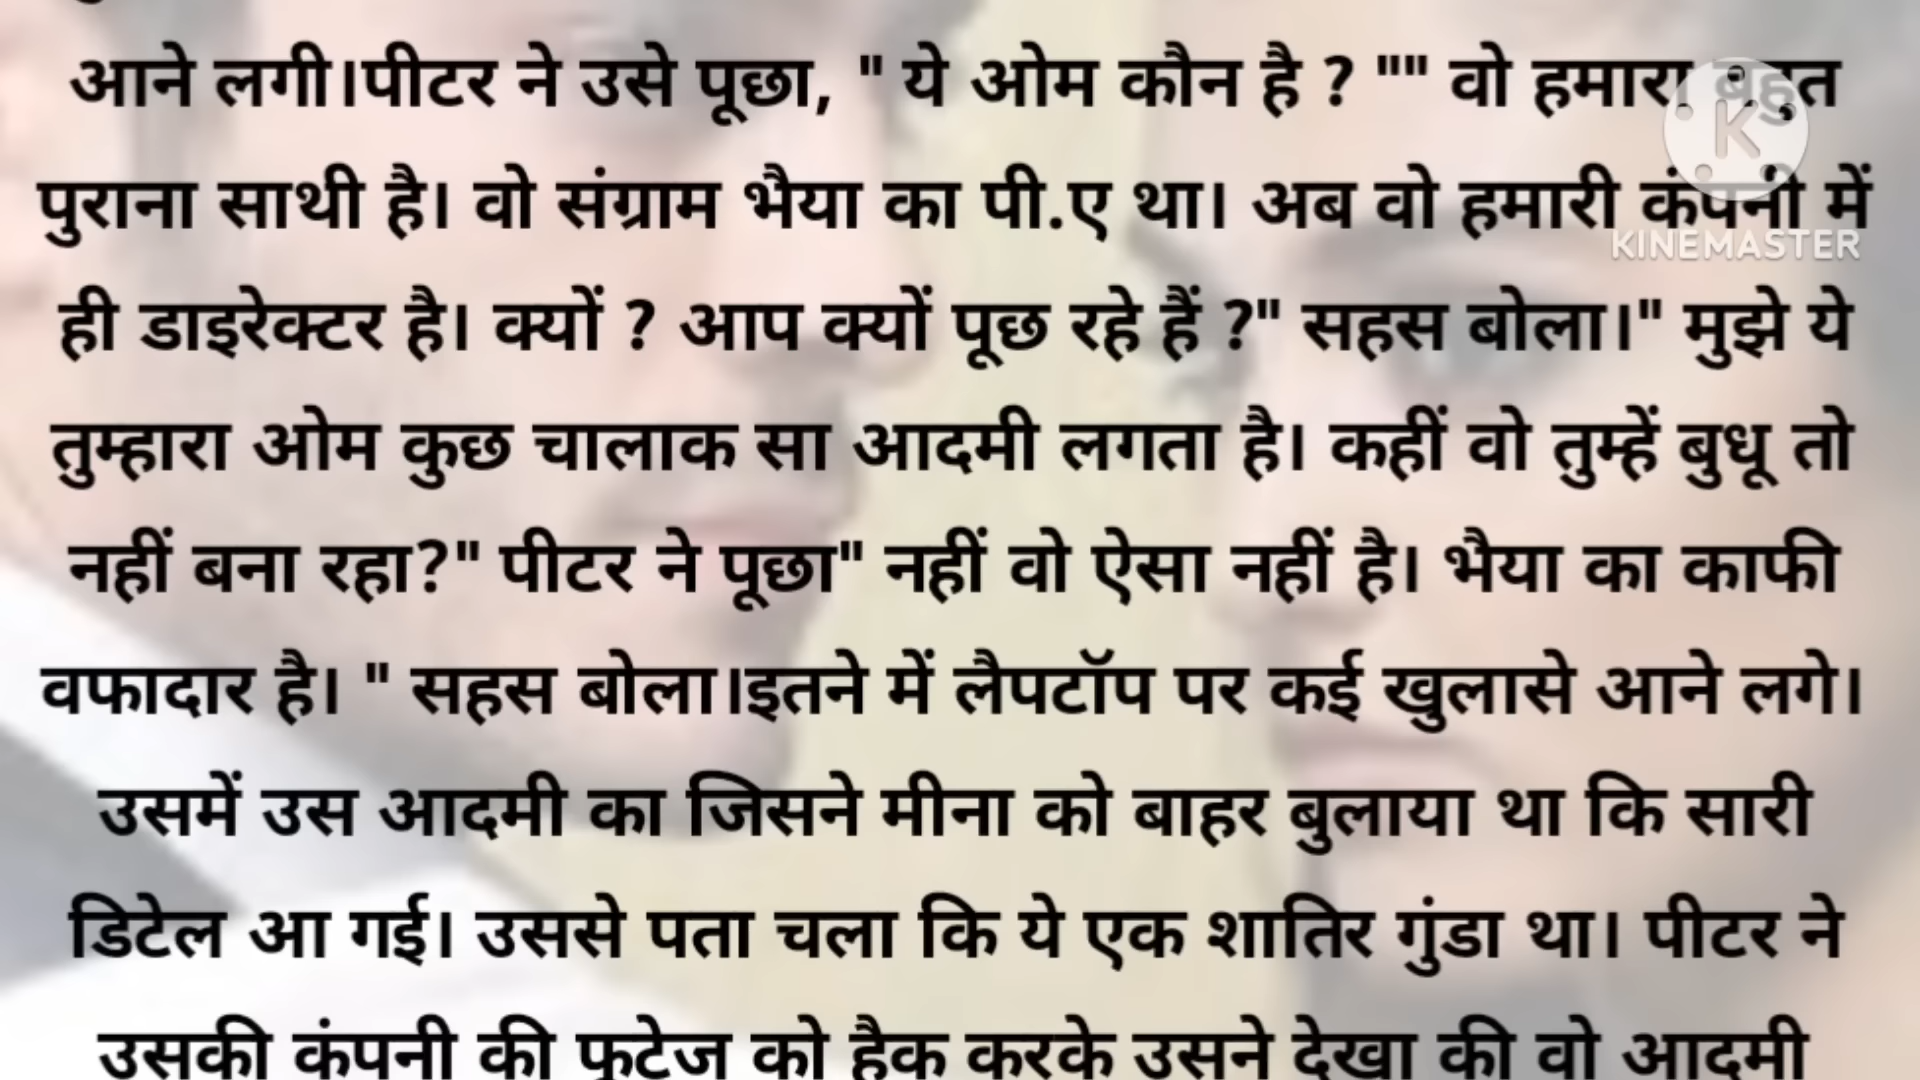 आने लगी।पीटर ने उसे पूछा, " ये ओम कौन है ? "" वो हमारा बहुत
पुराना साथी है। वो संग्राम भैया का पी.ए था। अब वो हमारी कंपनी में
KINEMASTER
ही डाइरेक्टर है। क्यों ? आप क्यों पूछ रहे हैं ?" सहस बोला।" मुझे ये
तुम्हारा ओम कुछ चालाक सा आदमी लगता है। कहीं वो तुम्हें बुधू तो
नहीं बना रहा?" पीटर ने पूछा" नहीं वो ऐसा नहीं है। भैया का काफी
वफादार है। " सहस बोला।इतने में लैपटॉप पर कई खुलासे आने लगे।
उसमें उस आदमी का जिसने मीना को बाहर बुलाया था कि सारी
डिटेल आ गई। उससे पता चला कि ये एक शातिर गुंडा था। पीटर ने
उसकी कंपनी की फूटेज को हैक करके उसने देखा की वो आदमी